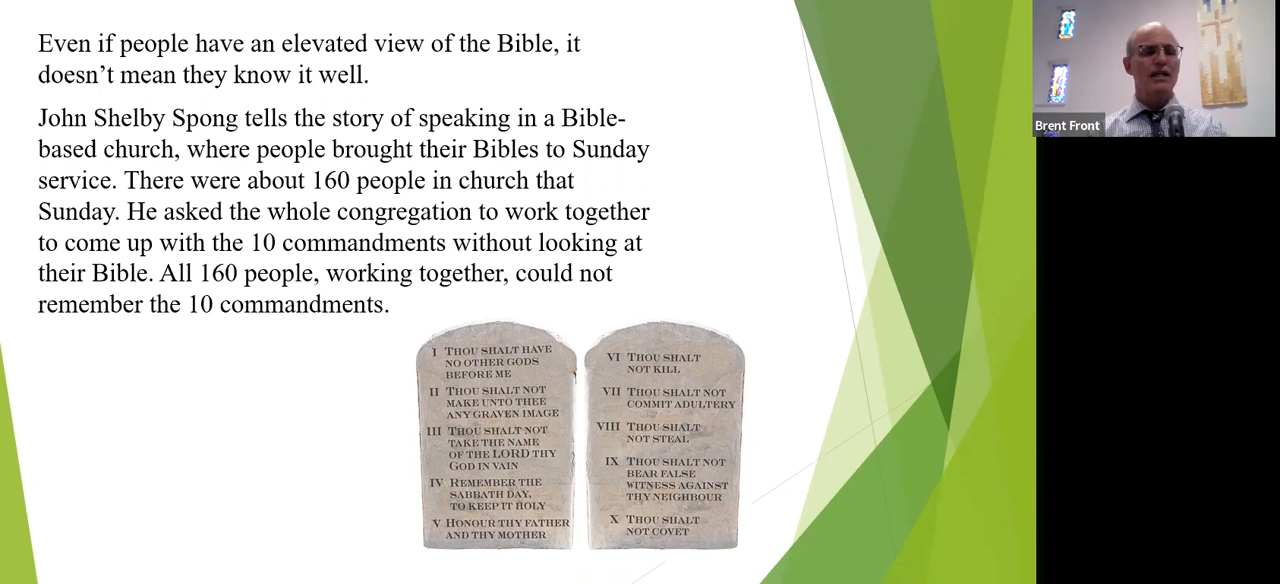 Even if people have an elevated view of the Bible, it
doesn’t mean they know it well.
John Shelby Spong tells the story of speaking in a Bible-
based church, where people brought their Bibles to Sunday
service. There were about 160 people in church that
Sunday. He asked the whole congregation to work together
to come up with the 10 commandments without looking at
their Bible. All 160 people, working together, could not
remember the 10 commandments.
I THOU SHALT HAVE
NO OTHER GODS
BEFORE ME
II THOU SHALT NOT
MAKE UNTO THEE
ANY GRAVEN IMAGE
III THOU SHALT NOT
TAKE THE NAME
OF THE LORD THY
GOD IN VAIN
IV REMEMBER THE
SABBATH DAY,
TO KEEP IT HOLY
V HONOUR THY FATHER
AND THY MOTHER
VI THOU SHALT
NOT KILL
VII THOU SHALT NOT
COMMIT ADULTERY
VIII THOU SHALT
NOT STEAL
IX THOU SHALT NOT
BEAR FALSE
WITNESS AGAINST
THY NEIGHBOUR
X THOU SHALT
NOT COVET
Brent Front